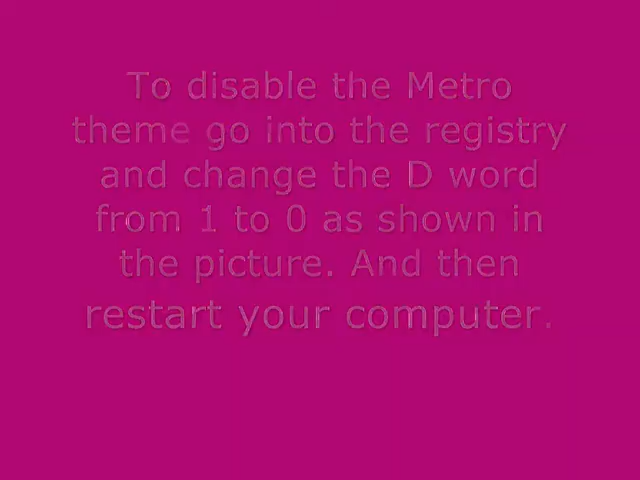 To disable the Metro
theme go into the registry
and change the D word
from 1 to 0 as shown in
the picture. And then
restart your computer.